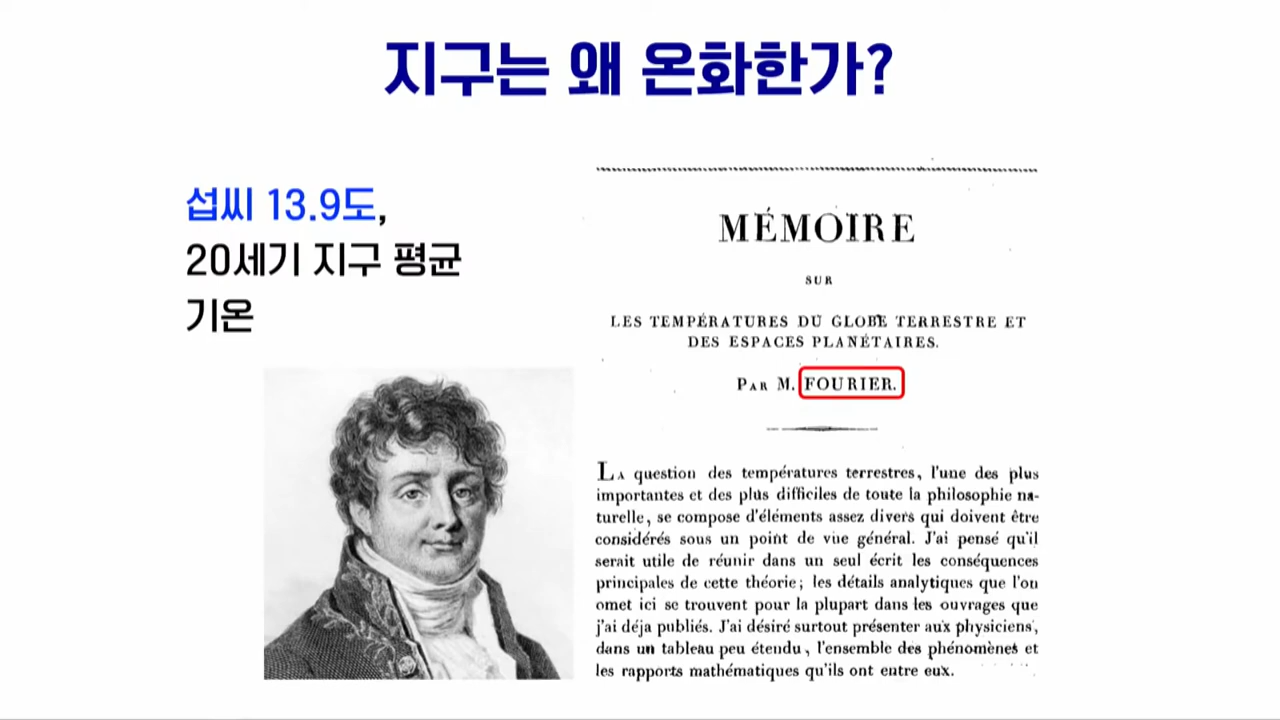 지구는 왜 온화한가?
섭씨 13.9도,
20세기 지구 평균
기온
MÉMOIRE
SUR
LES TEMPÉRATURES DU GLOBE TERRESTRE ET
DES ESPACES PLANÉTAIRES.
PAR M. FOURIER.
LA question des températures terrestres, l'une des plus
importantes et des plus difficiles de toute la philosophie na-
turelle, se compose d'éléments assez divers qui doivent être
considérés sous un point de vue général. J'ai pensé qu'il
serait utile de réunir dans un seul écrit les conséquences
principales de cette théorie; les détails analytiques que l'on
omet ici se trouvent pour la plupart dans les ouvrages que
j'ai déja publiés. J'ai désiré surtout présenter aux physiciens,
dans un tableau peu étendu, l'ensemble des phénomènes et
les rapports mathématiques qu'ils ont entre eux.